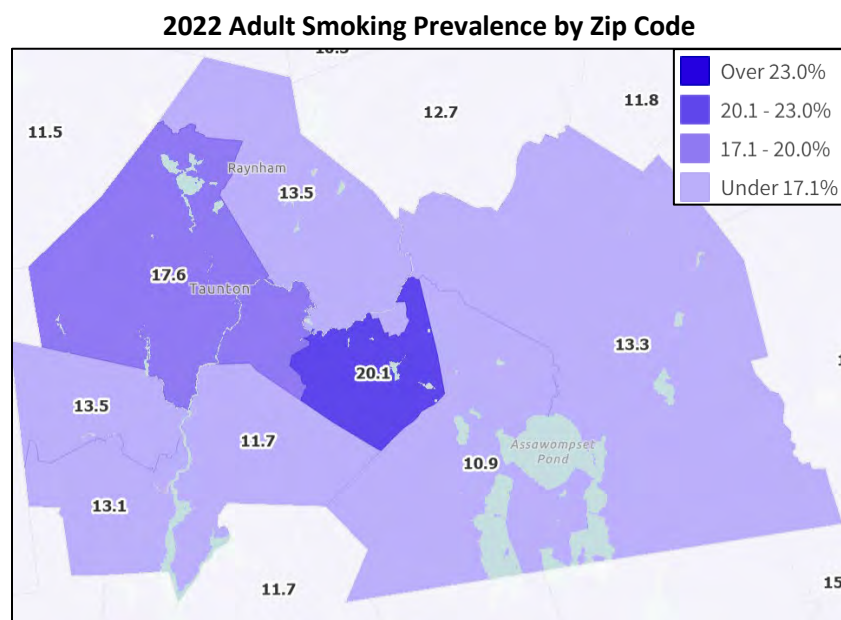 2022 Adult Smoking Prevalence by Zip Code
Over 23.0%
20.1 - 23.0%
17.1 - 20.0%
Under 17.1%
12.7
11.8
11.5
Raynham
13.5
17.6
Taunton
13.3
20.1
13.5
11.7
Assawompset
Pond
10.9
13.1
11.7
15